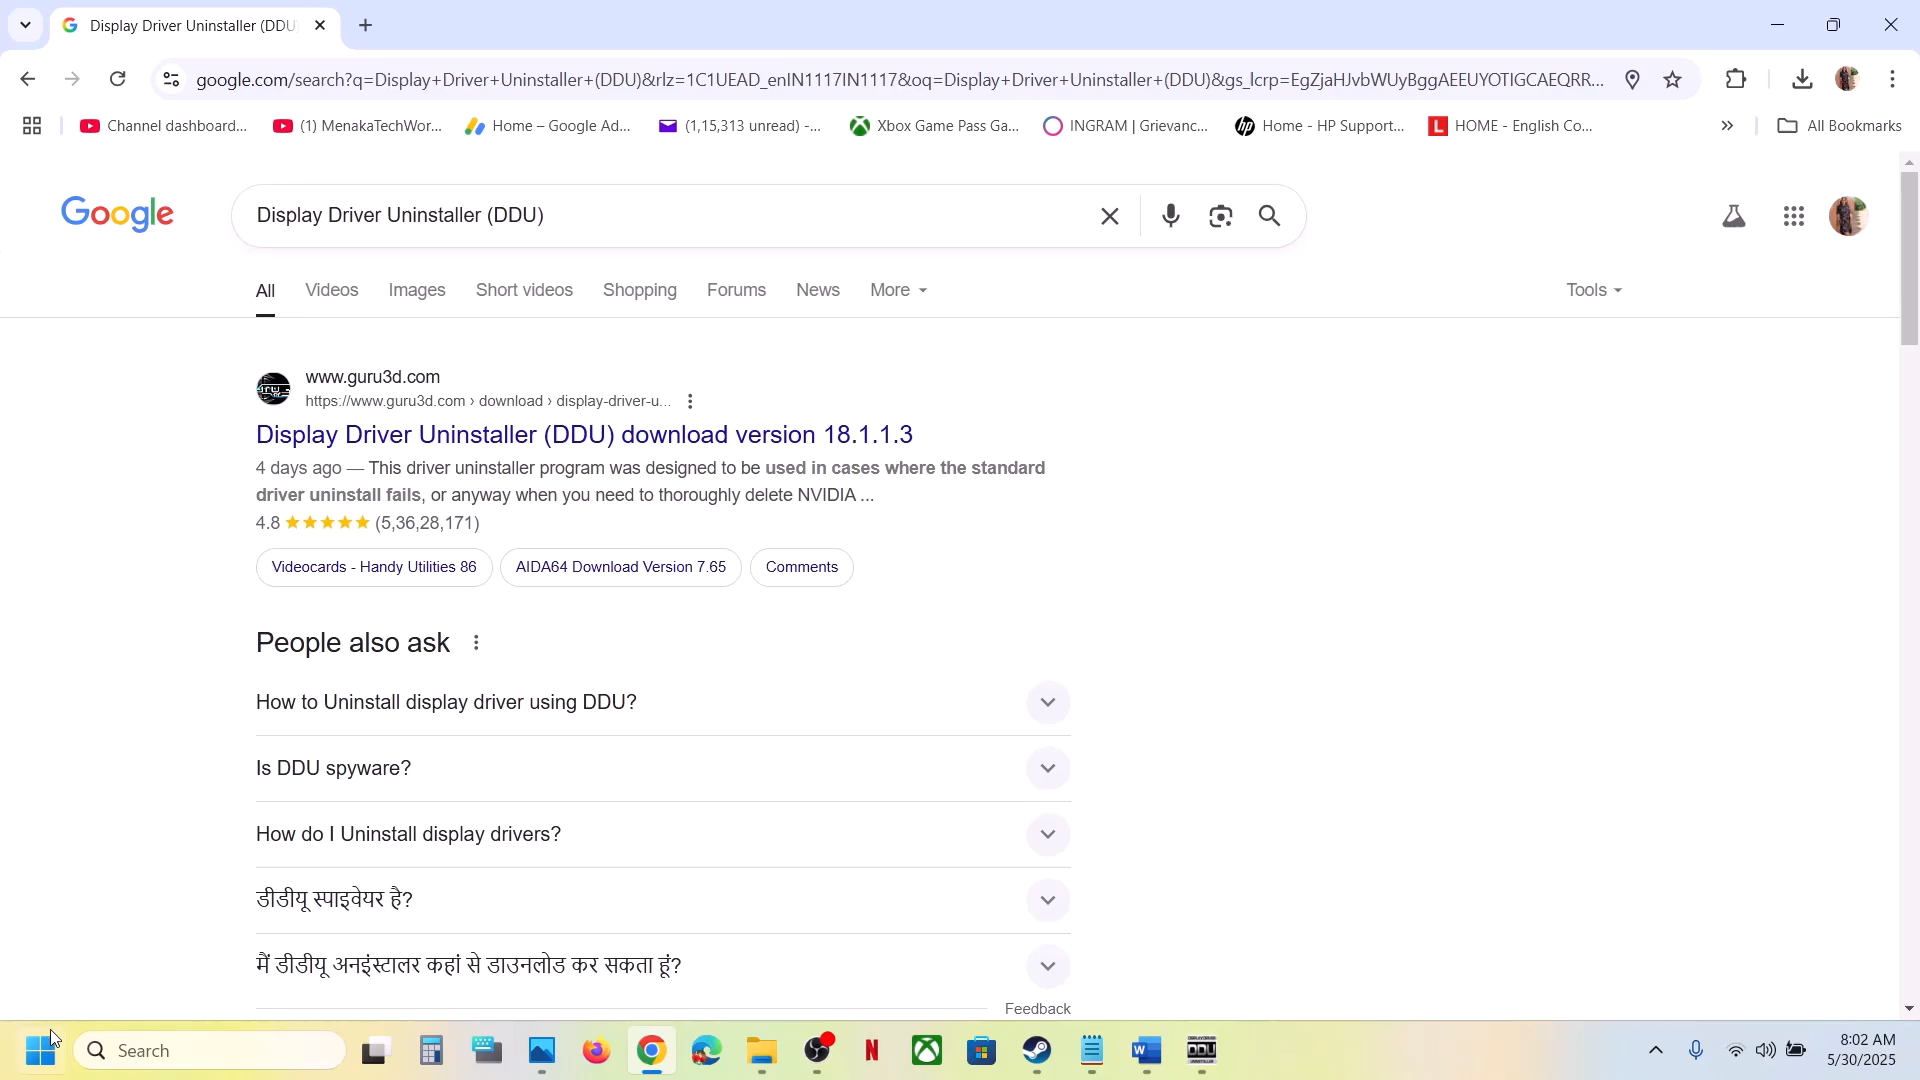 Display Driver Uninstaller (DDU
google.com/search?q=Display+Driver+Uninstaller+(DDU)&rlz=1C1UEAD_enIN1117IN1117&oq=Display+Driver+Uninstaller+(DDU)&gs_lcrp=EgZjaHJvbWUyBggAEEUYOTIGCAEQRR...
Channel dashboard... (1) MenakaTechWor... Home – Google Ad... (1,15,313 unread) -... Xbox Game Pass Ga... INGRAM | Grievanc... Home - HP Support... HOME - English Co... » All Bookmarks
Google
Display Driver Uninstaller (DDU)
All Videos Images Short videos Shopping Forums News More Tools
www.guru3d.com
https://www.guru3d.com › download › display-driver-u...
Display Driver Uninstaller (DDU) download version 18.1.1.3
4 days ago — This driver uninstaller program was designed to be used in cases where the standard
driver uninstall fails, or anyway when you need to thoroughly delete NVIDIA ...
4.8 (5,36,28,171)
Videocards - Handy Utilities 86 AIDA64 Download Version 7.65 Comments
People also ask
How to Uninstall display driver using DDU?
Is DDU spyware?
How do I Uninstall display drivers?
डीडीयू स्पाइवेयर है?
मैं डीडीयू अनइंस्टालर कहां से डाउनलोड कर सकता हूं?
Feedback
Search
8:02 AM
5/30/2025